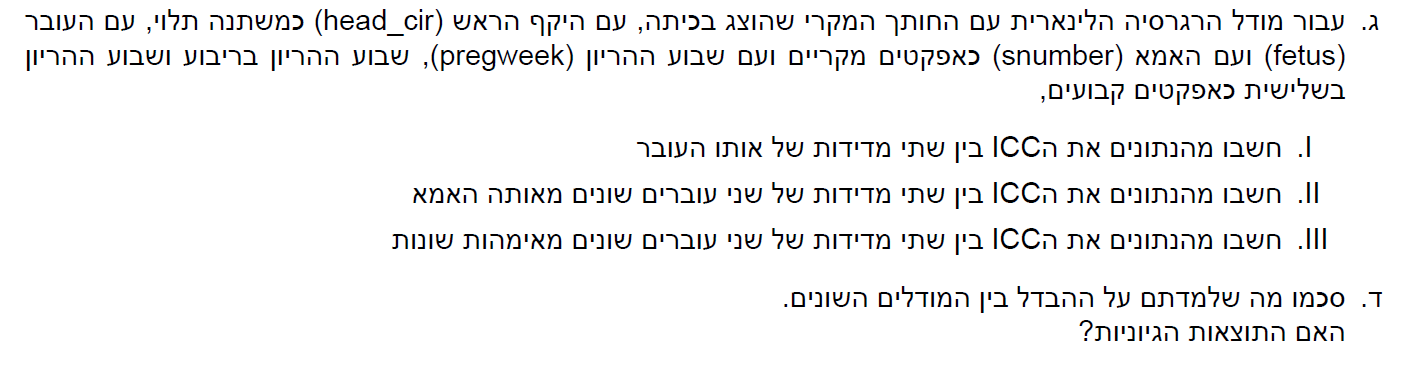 ג. עבור מודל הרגרסיה הלינארית עם החותך המקרי שהוצג בכיתה, עם היקף הראש (head_cir) כמשתנה תלוי, עם העובר
(fetus) ועם האמא (snumber) כאפקטים מקריים ועם שבוע ההריון (pregweek), שבוע ההריון בריבוע ושבוע ההריון
בשלישית כאפקטים קבועים,
I. חשבו מהנתונים את הICC בין שתי מדידות של אותו העובר
II. חשבו מהנתונים את הICC בין שתי מדידות של שני עוברים שונים מאותה האמא
III. חשבו מהנתונים את הICC בין שתי מדידות של שני עוברים שונים מאימהות שונות
ד. סכמו מה שלמדתם על ההבדל בין המודלים השונים.
האם התוצאות הגיוניות?